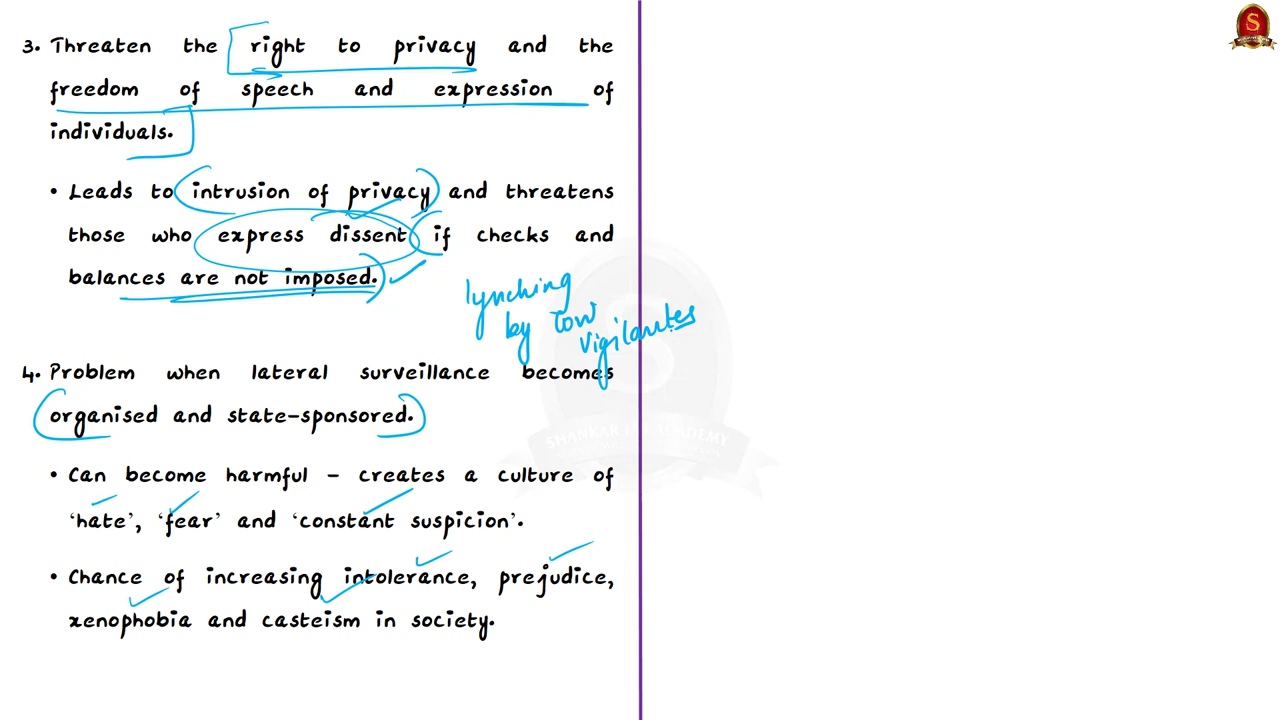 3. Threaten the right to privacy and the
freedom of speech and expression of
individuals.
• Leads to intrusion of privacy and threatens
those who express dissent if checks and
balances are not imposed.
lynching
by cow
vigilantes
4. Problem when lateral surveillance becomes
organised and state-sponsored.
• Can become harmful – creates a culture of
‘hate’, ‘fear’ and ‘constant suspicion’.
• Chance of increasing intolerance, prejudice,
xenophobia and casteism in society.
S
SHANKAR IAS ACADEMY